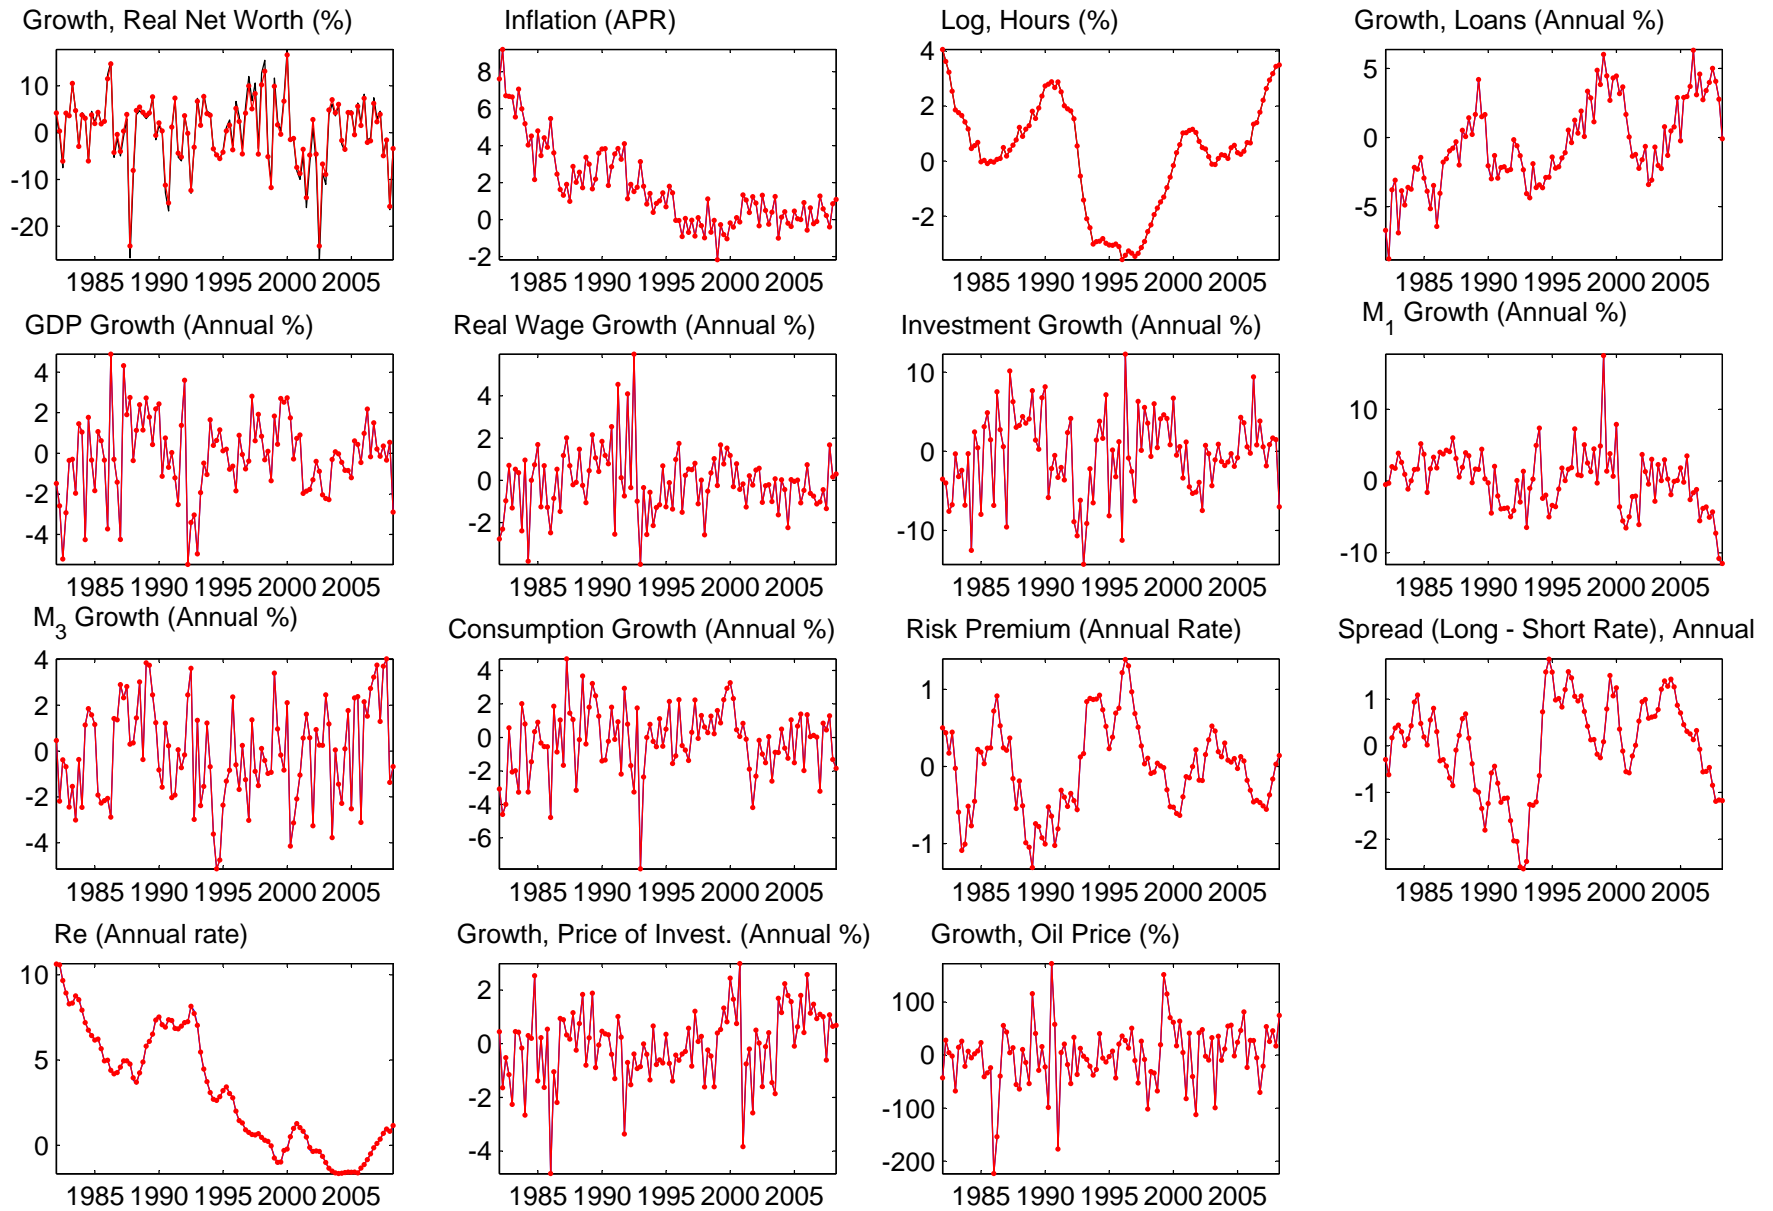 Growth, Real Net Worth (%)
Inflation (APR)
Log, Hours (%)
Growth, Loans (Annual %)
10
0
-10
-20
1985 1990 1995 2000 2005
8
6
4
2
0
-2
1985 1990 1995 2000 2005
4
2
0
-2
1985 1990 1995 2000 2005
5
0
-5
1985 1990 1995 2000 2005
GDP Growth (Annual %)
Real Wage Growth (Annual %)
Investment Growth (Annual %)
M1 Growth (Annual %)
4
2
0
-2
-4
1985 1990 1995 2000 2005
4
2
0
-2
1985 1990 1995 2000 2005
10
0
-10
1985 1990 1995 2000 2005
10
0
-10
1985 1990 1995 2000 2005
M3 Growth (Annual %)
Consumption Growth (Annual %)
Risk Premium (Annual Rate)
Spread (Long - Short Rate), Annual
4
2
0
-2
-4
1985 1990 1995 2000 2005
4
2
0
-2
-4
-6
1985 1990 1995 2000 2005
1
0
-1
1985 1990 1995 2000 2005
1
0
-1
-2
1985 1990 1995 2000 2005
Re (Annual rate)
Growth, Price of Invest. (Annual %)
Growth, Oil Price (%)
10
5
0
1985 1990 1995 2000 2005
2
0
-2
-4
1985 1990 1995 2000 2005
100
0
-100
-200
1985 1990 1995 2000 2005